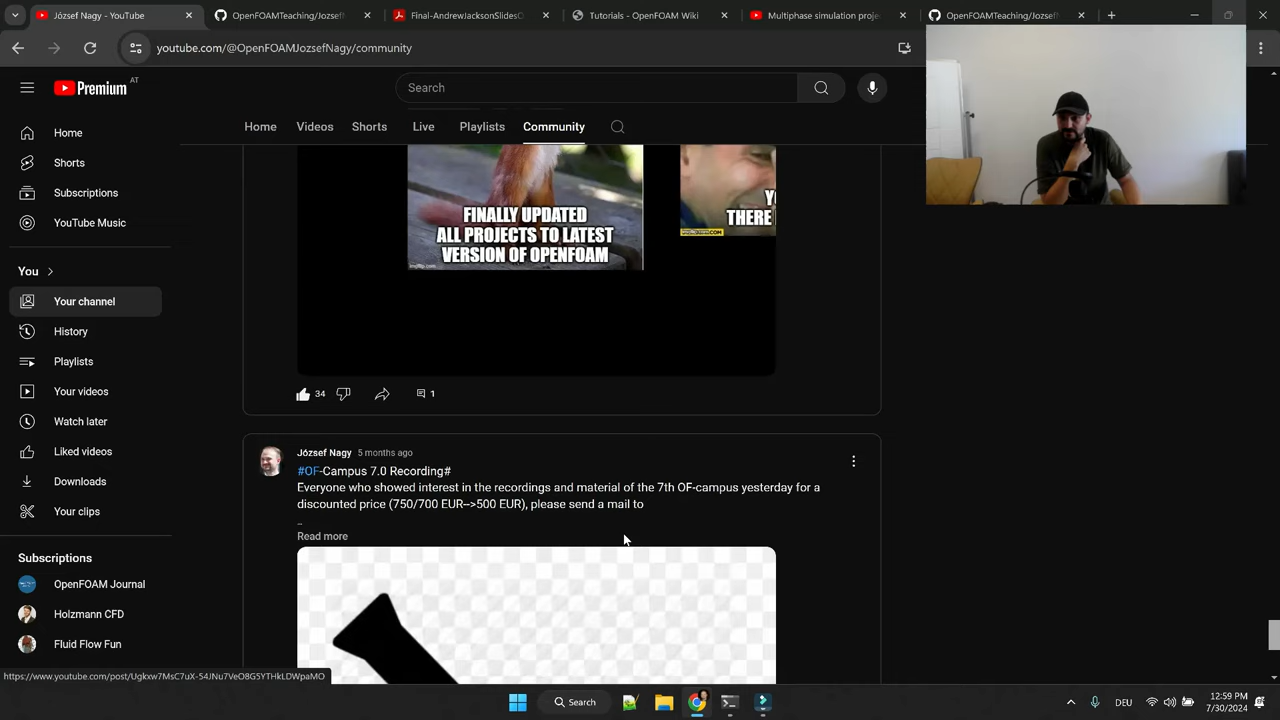 József Nagy - YouTube
OpenFOAMTeaching/Jozsef
Final-AndrewJacksonSlidesO
Tutorials - OpenFOAM Wiki
Multiphase simulation proje
OpenFOAMTeaching/Jozsef
youtube.com/@OpenFOAMJozsefNagy/community
Premium
AT
Search
Home
Videos
Shorts
Live
Playlists
Community
Home
Shorts
Subscriptions
YouTube Music
You
Your channel
History
Playlists
Your videos
Watch later
Liked videos
Downloads
Your clips
Subscriptions
OpenFOAM Journal
Holzmann CFD
Fluid Flow Fun
FINALLY UPDATED
ALL PROJECTS TO LATEST
VERSION OF OPENFOAM
imgflip.com
THERE
34
1
József Nagy 5 months ago
#OF-Campus 7.0 Recording#
Everyone who showed interest in the recordings and material of the 7th OF-campus yesterday for a
discounted price (750/700 EUR-->500 EUR), please send a mail to
...
Read more
https://www.youtube.com/post/Ugkxw7MsC7uX-54JNu7VeO8G5YTHkLDWpaMO
Search
DEU
12:59 PM
7/30/2024